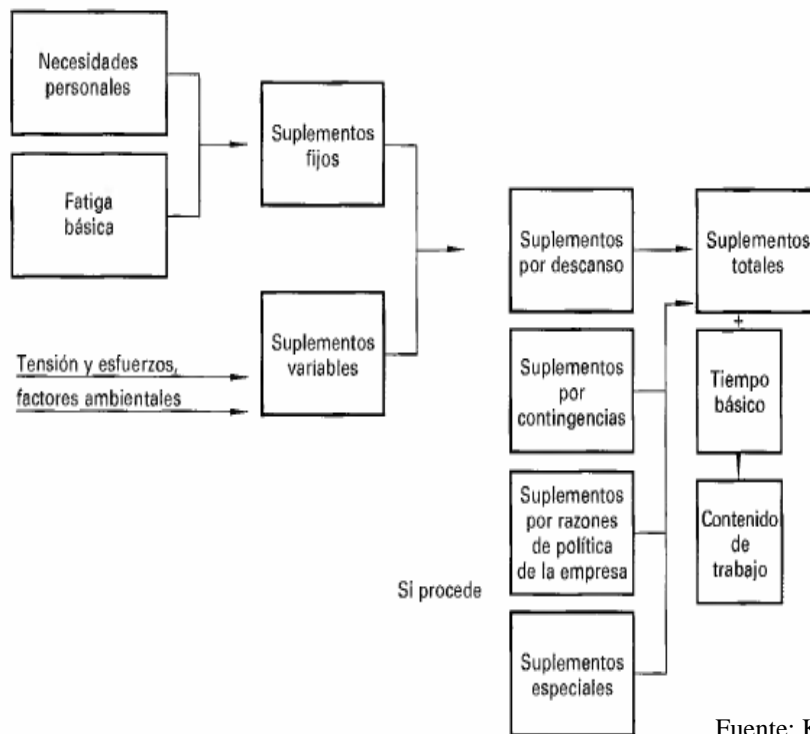 Necesidades
personales
Fatiga
básica
Suplementos
fijos
Tensión y esfuerzos,
factores ambientales
Suplementos
variables
Suplementos
por descanso
Suplementos
por
contingencias
Si procede
Suplementos
por razones
de política
de la empresa
Suplementos
especiales
Suplementos
totales
+
Tiempo
básico
Contenido
de
trabajo
Fuente: